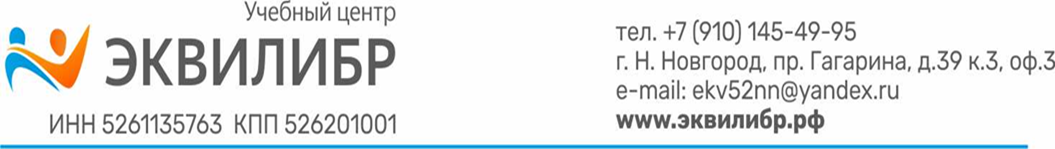 Учебный центр
ЭКВИЛИБР
ИНН 5261135763 КПП 526201001
тел. +7 (910) 145-49-95
г. Н. Новгород, пр. Гагарина, д.39 к.3, оф.3
e-mail: ekv52nn@yandex.ru
www.эквилибр.рф